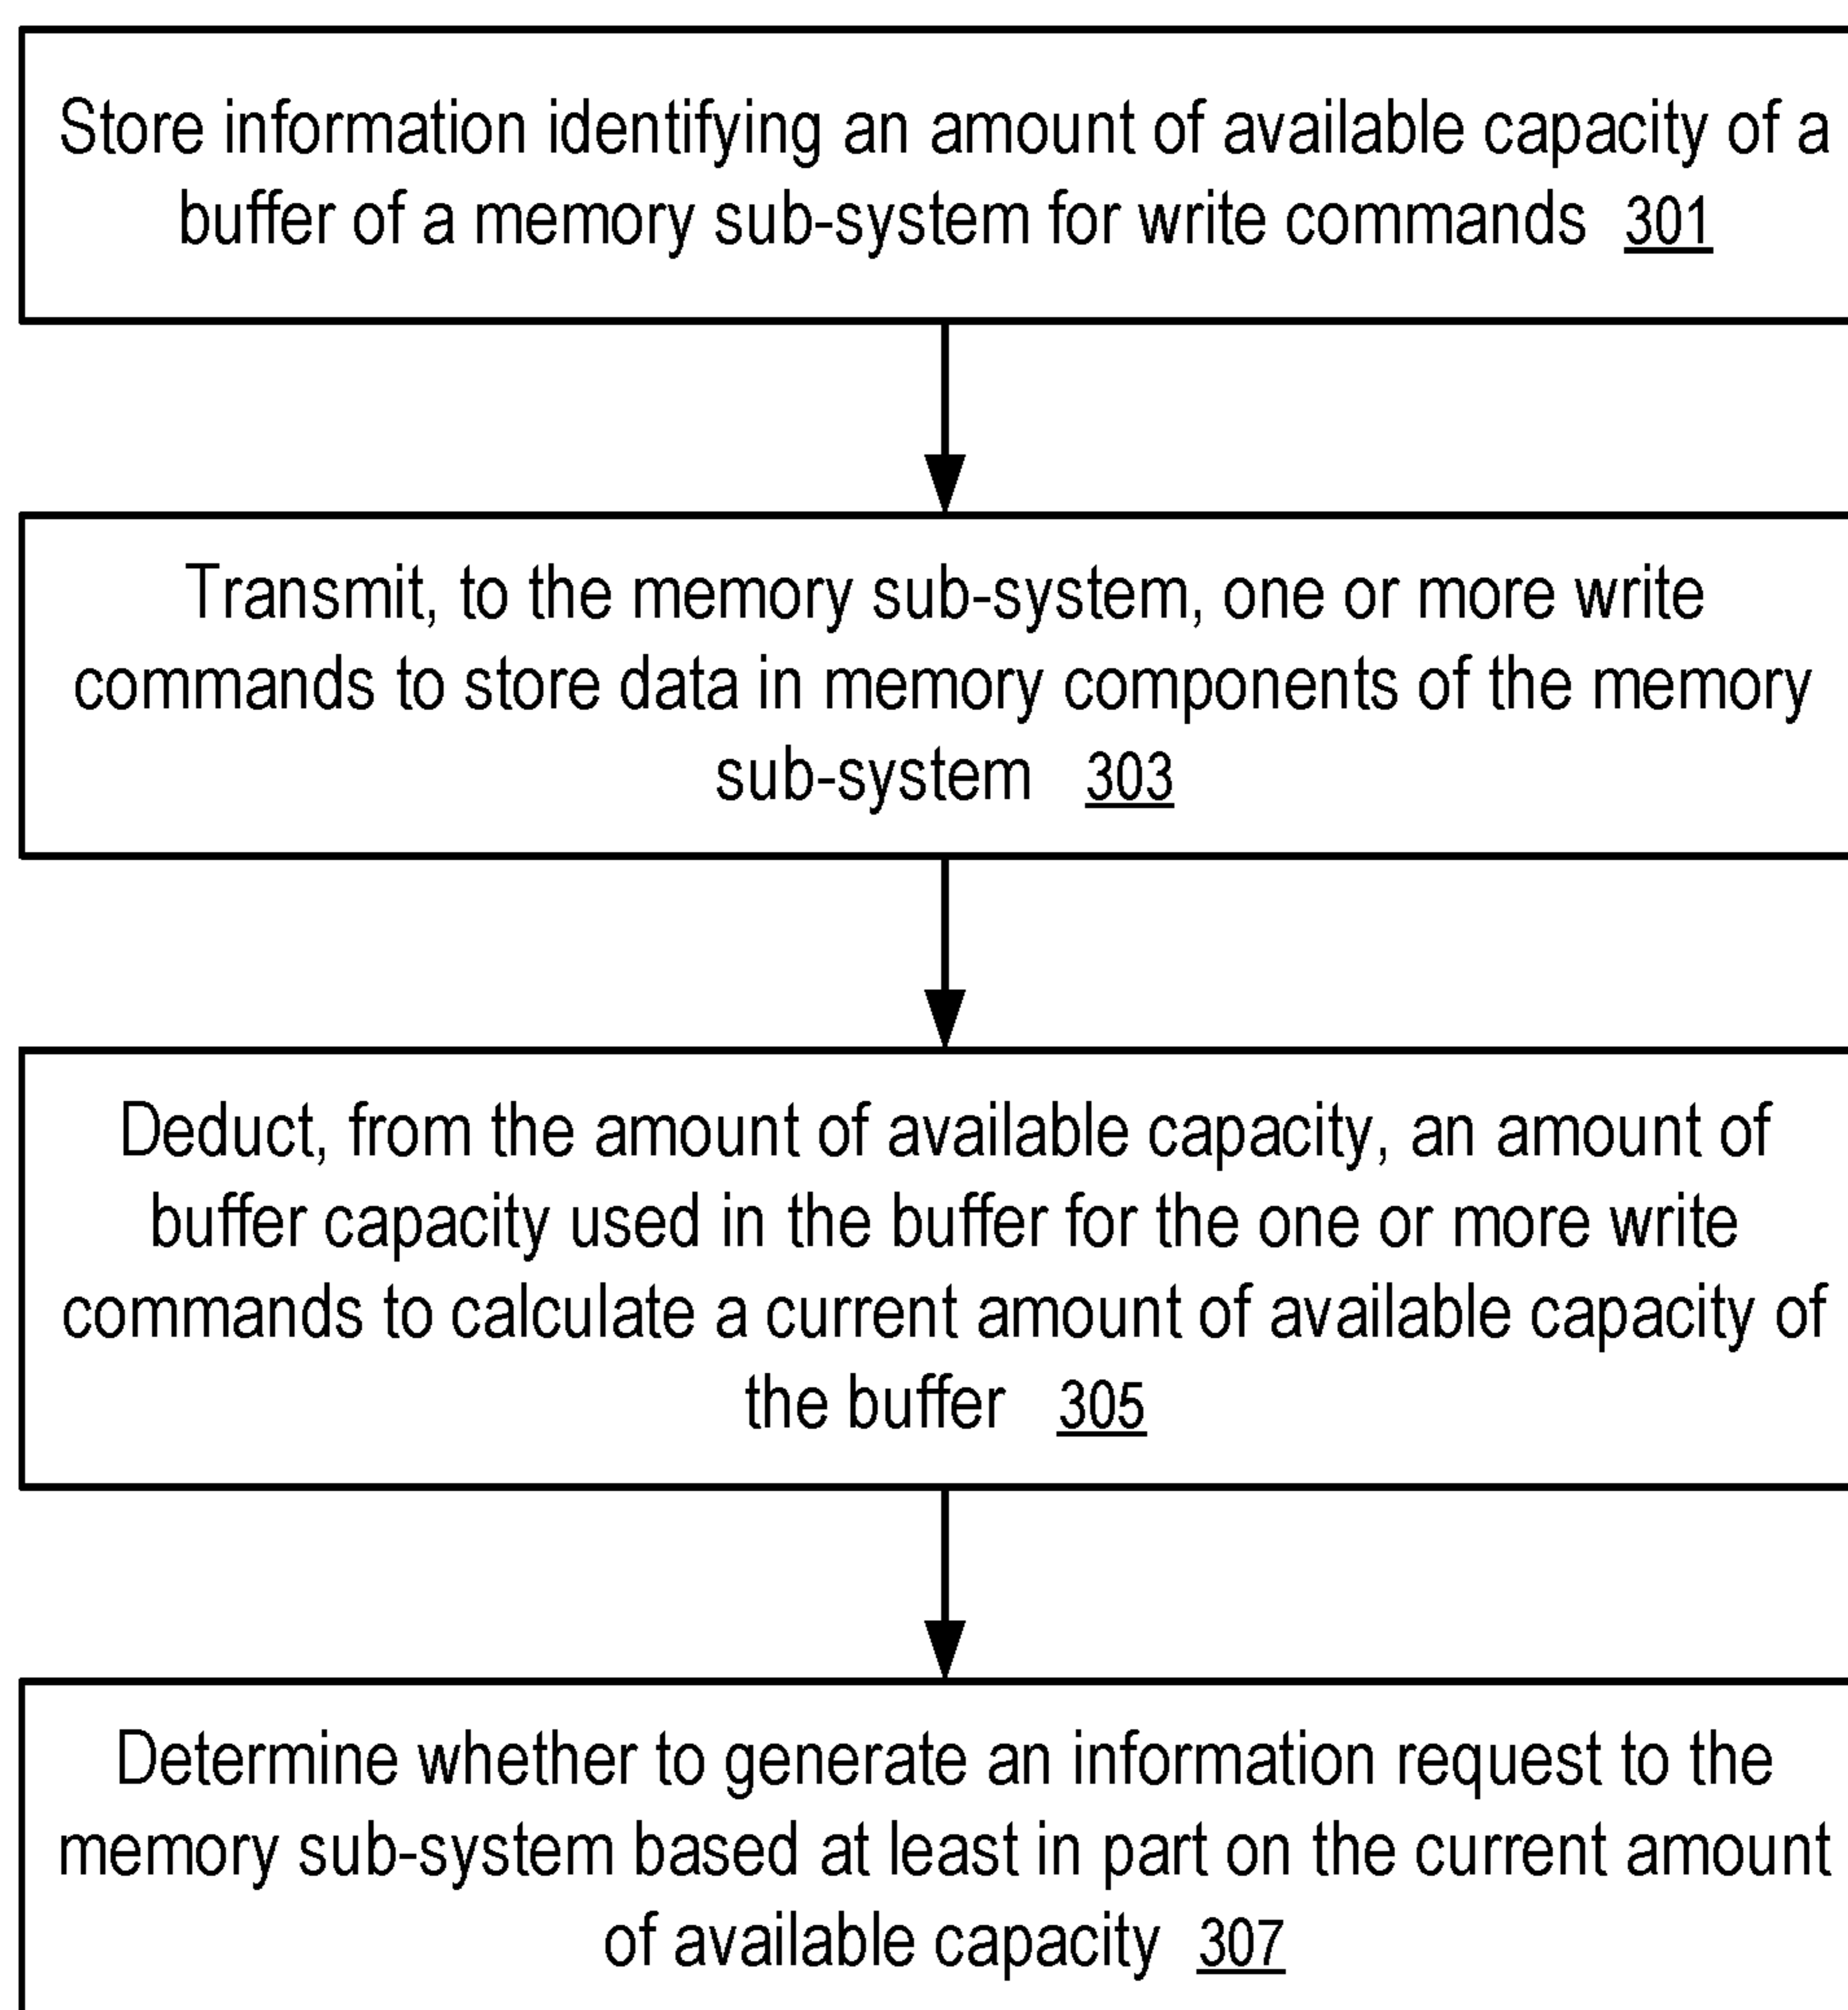 Store information identifying an amount of available capacity of a
buffer of a memory sub-system for write commands 301
Transmit, to the memory sub-system, one or more write
commands to store data in memory components of the memory
sub-system 303
Deduct, from the amount of available capacity, an amount of
buffer capacity used in the buffer for the one or more write
commands to calculate a current amount of available capacity of
the buffer 305
Determine whether to generate an information request to the
memory sub-system based at least in part on the current amount
of available capacity 307